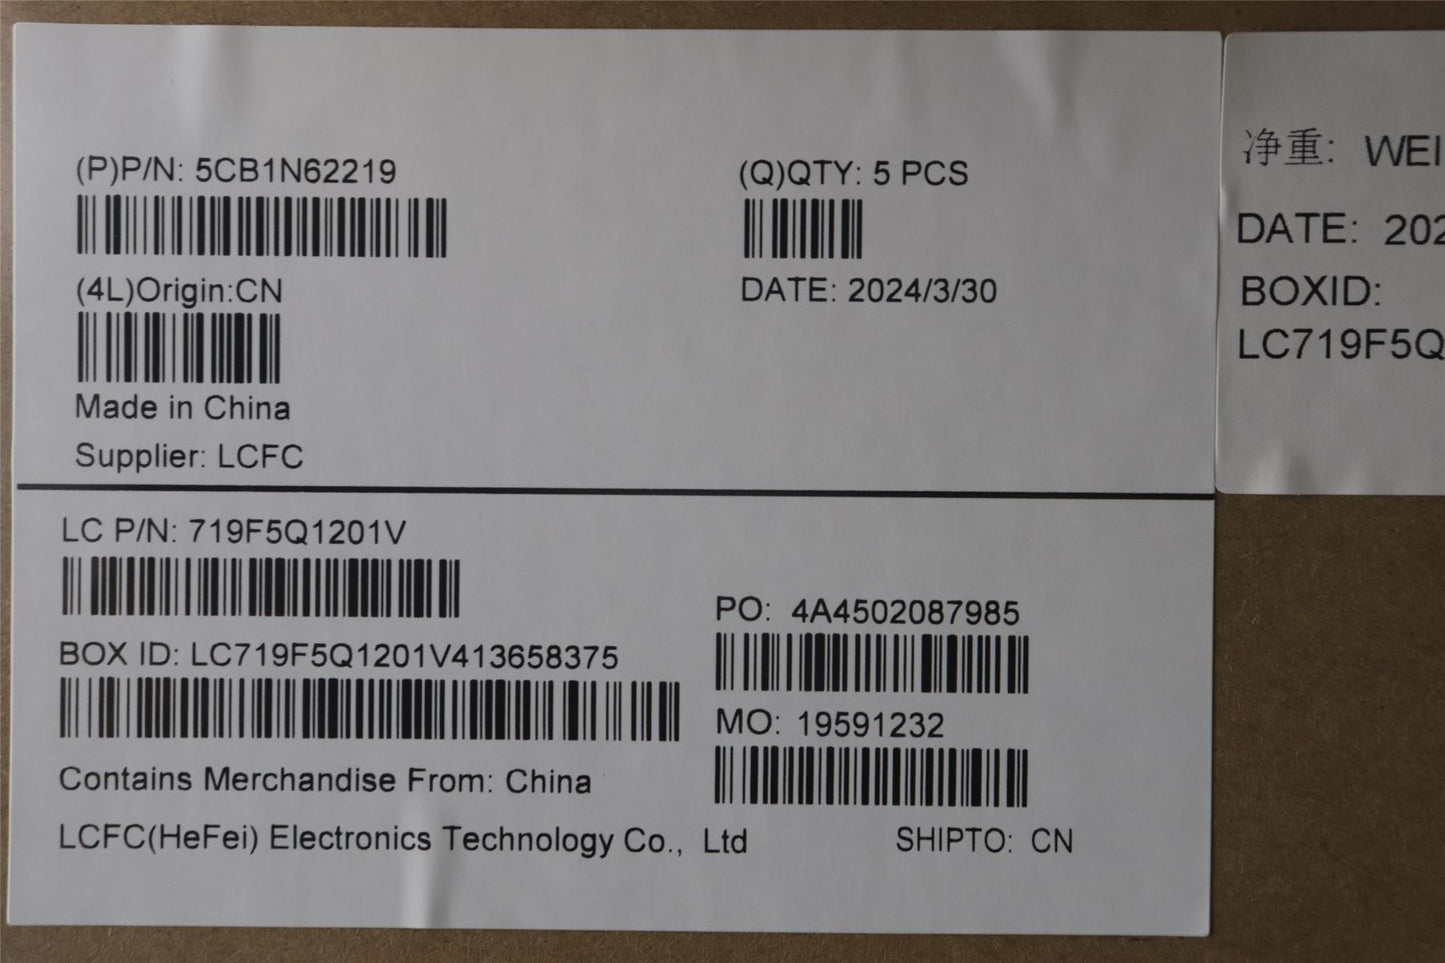 (P)P/N: 5CB1N62219
(Q)QTY: 5 PCS
(4L)Origin:CN
DATE: 2024/3/30
Made in China
Supplier: LCFC
LC P/N: 719F5Q1201V
PO: 4A4502087985
BOX ID: LC719F5Q1201V413658375
MO: 19591232
Contains Merchandise From: China
LCFC(HeFei) Electronics Technology Co., Ltd
SHIPTO: CN
净重: WEI
DATE: 202
BOXID:
LC719F5Q